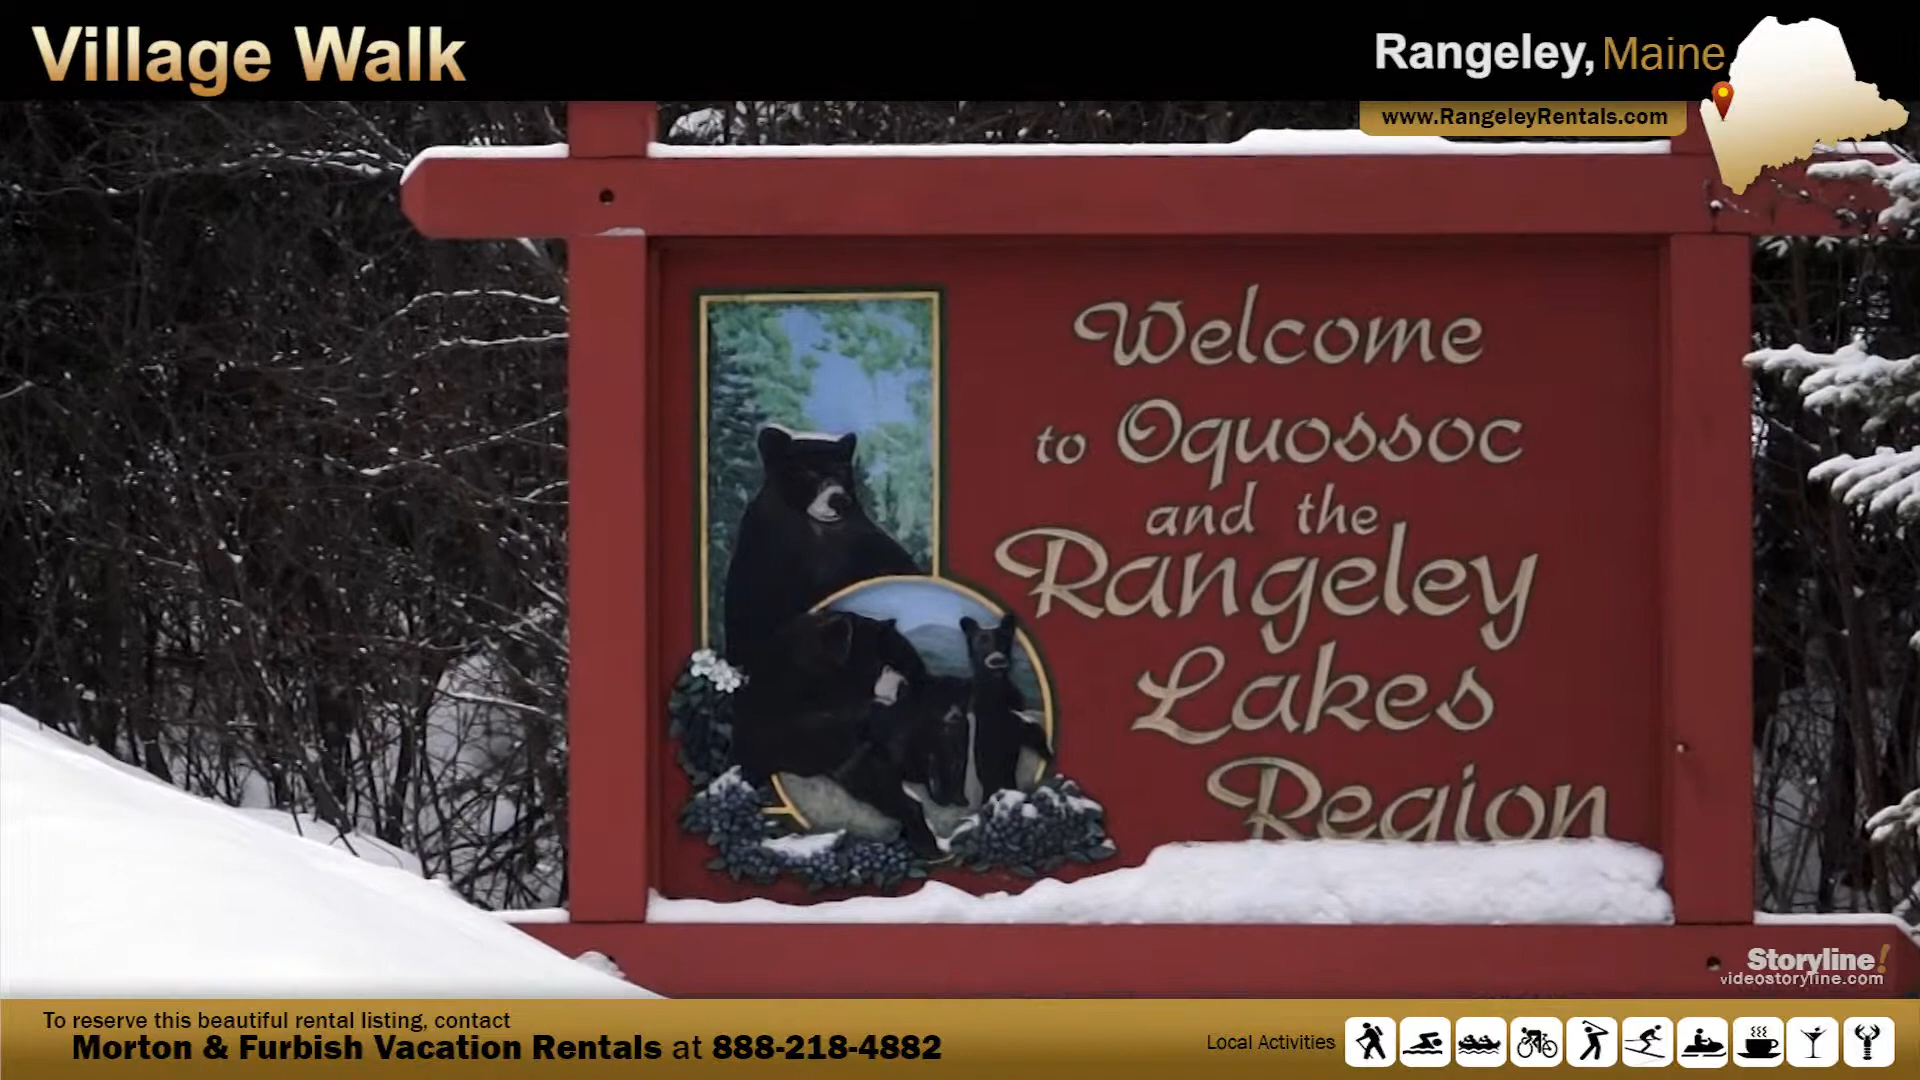 Village Walk
Rangeley, Maine
www.RangeleyRentals.com
Welcome
to Oquossoc
and the
Rangeley
Lakes
Region
Storyline!
videostoryline.com
To reserve this beautiful rental listing, contact
Morton & Furbish Vacation Rentals at 888-218-4882
Local Activities